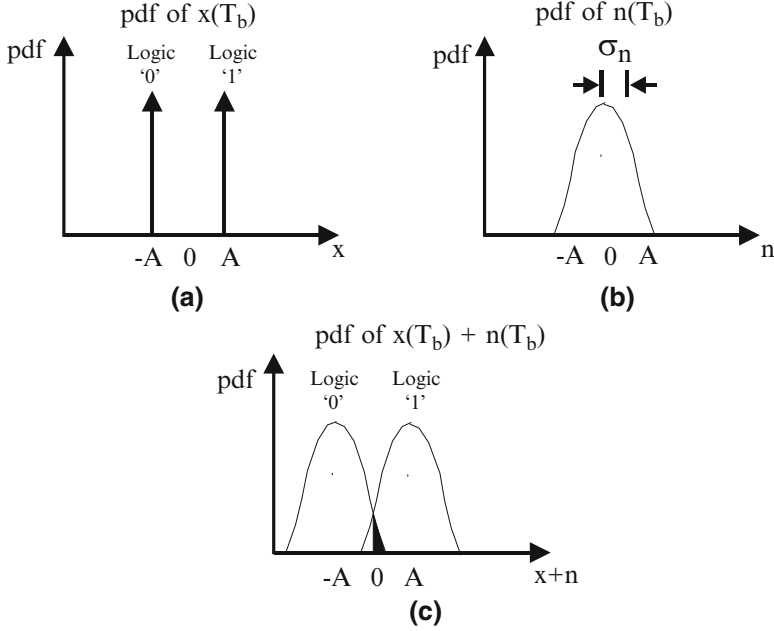 pdf of x(T_b)
pdf
Logic
‘0’
Logic
‘1’
-A 0 A
x
(a)
pdf of n(T_b)
σ_n
pdf
-A 0 A
n
(b)
pdf of x(T_b) + n(T_b)
pdf
Logic
‘0’
Logic
‘1’
-A 0 A
x+n
(c)